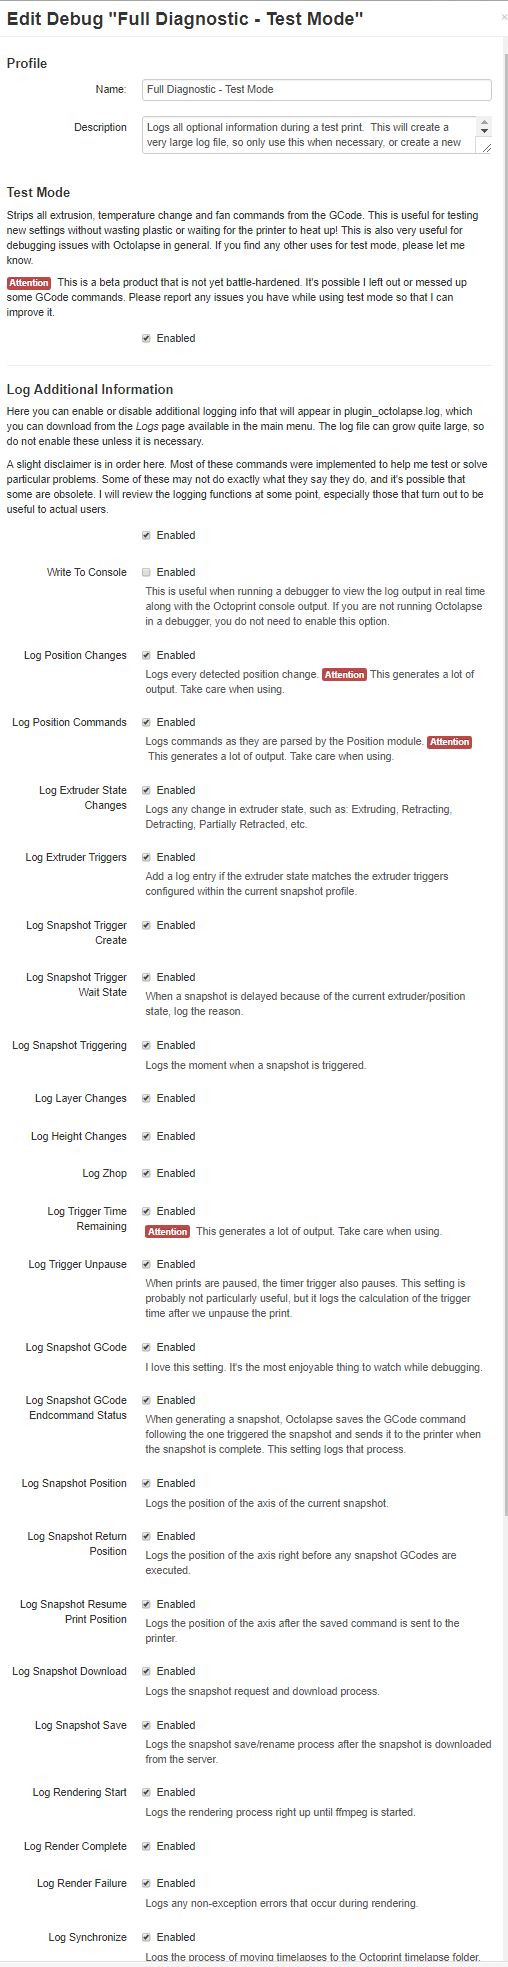 Edit Debug "Full Diagnostic - Test Mode"
×
Profile
Name: Full Diagnostic - Test Mode
Description Logs all optional information during a test print.  This will create a
very large log file, so only use this when necessary, or create a new
Test Mode
Strips all extrusion, temperature change and fan commands from the GCode. This is useful for testing
new settings without wasting plastic or waiting for the printer to heat up! This is also very useful for
debugging issues with Octolapse in general. If you find any other uses for test mode, please let me
know.
Attention This is a beta product that is not yet battle-hardened. It's possible I left out or messed up
some GCode commands. Please report any issues you have while using test mode so that I can
improve it.
Enabled
Log Additional Information
Here you can enable or disable additional logging info that will appear in plugin_octolapse.log, which
you can download from the Logs page available in the main menu. The log file can grow quite large, so
do not enable these unless it is necessary.
A slight disclaimer is in order here. Most of these commands were implemented to help me test or solve
particular problems. Some of these may not do exactly what they say they do, and it's possible that
some are obsolete. I will review the logging functions at some point, especially those that turn out to be
useful to actual users.
Enabled
Write To Console Enabled
This is useful when running a debugger to view the log output in real time
along with the Octoprint console output. If you are not running Octolapse
in a debugger, you do not need to enable this option.
Log Position Changes Enabled
Logs every detected position change. Attention This generates a lot of
output. Take care when using.
Log Position Commands Enabled
Logs commands as they are parsed by the Position module. Attention
This generates a lot of output. Take care when using.
Log Extruder State Enabled
Changes
Logs any change in extruder state, such as: Extruding, Retracting,
Detracting, Partially Retracted, etc.
Log Extruder Triggers Enabled
Add a log entry if the extruder state matches the extruder triggers
configured within the current snapshot profile.
Log Snapshot Trigger Enabled
Create
Log Snapshot Trigger Enabled
Wait State
When a snapshot is delayed because of the current extruder/position
state, log the reason.
Log Snapshot Triggering Enabled
Logs the moment when a snapshot is triggered.
Log Layer Changes Enabled
Log Height Changes Enabled
Log Zhop Enabled
Log Trigger Time Enabled
Remaining
Attention This generates a lot of output. Take care when using.
Log Trigger Unpause Enabled
When prints are paused, the timer trigger also pauses. This setting is
probably not particularly useful, but it logs the calculation of the trigger
time after we unpause the print.
Log Snapshot GCode Enabled
I love this setting. It's the most enjoyable thing to watch while debugging.
Log Snapshot GCode Enabled
Endcommand Status
When generating a snapshot, Octolapse saves the GCode command
following the one triggered the snapshot and sends it to the printer when
the snapshot is complete. This setting logs that process.
Log Snapshot Position Enabled
Logs the position of the axis of the current snapshot.
Log Snapshot Return Enabled
Position
Logs the position of the axis right before any snapshot GCodes are
executed.
Log Snapshot Resume Enabled
Print Position
Logs the position of the axis after the saved command is sent to the
printer.
Log Snapshot Download Enabled
Logs the snapshot request and download process.
Log Snapshot Save Enabled
Logs the snapshot save/rename process after the snapshot is downloaded
from the server.
Log Rendering Start Enabled
Logs the rendering process right up until ffmpeg is started.
Log Render Complete Enabled
Log Render Failure Enabled
Logs any non-exception errors that occur during rendering.
Log Synchronize Enabled
Logs the process of moving timelapses to the Octoprint timelapse folder.